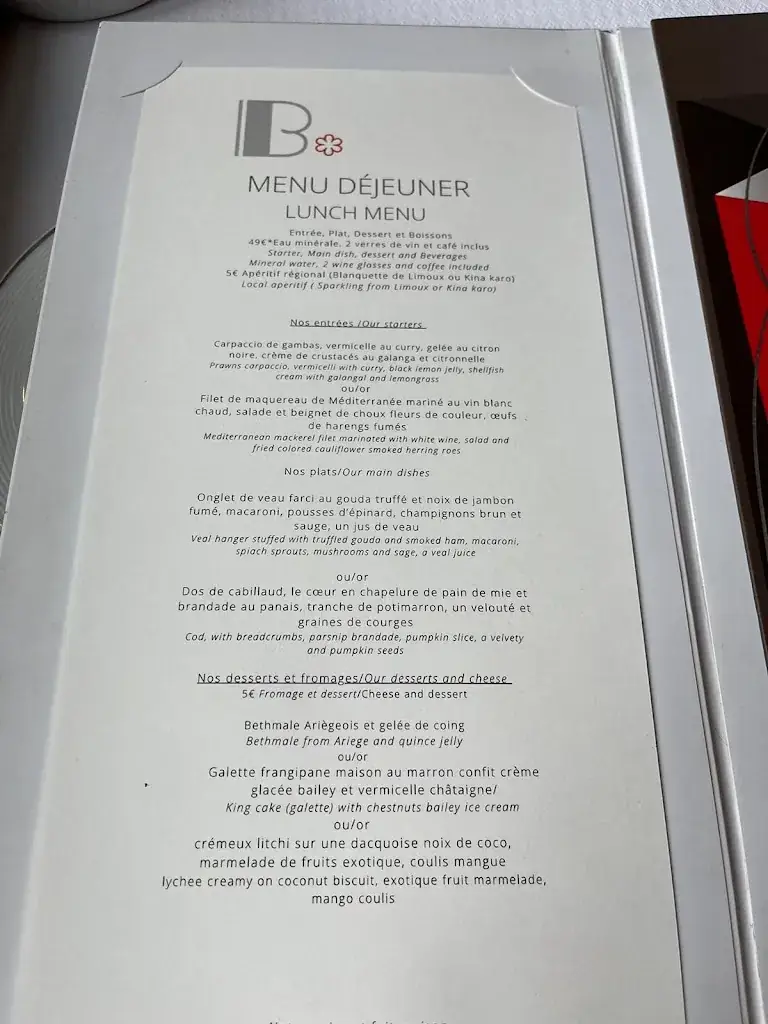 B
MENU DÉJEUNER
LUNCH MENU
Entrée, Plat, Dessert et Boissons
49€*Eau minérale, 2 verres de vin et café inclus
Starter, Main dish, dessert and Beverages
Mineral water, 2 wine glasses and coffee included
5€ Apéritif régional (Blanquette de Limoux ou Kina karo)
Local aperitif ( Sparkling from Limoux or Kina karo)
Nos entrées /Our starters
Carpaccio de gambas, vermicelle au curry, gelée au citron
noire, crème de crustacés au galanga et citronnelle
Prawns carpaccio, vermicelli with curry, black lemon jelly, shellfish
cream with galangal and lemongrass
ou/or
Filet de maquereau de Méditerranée mariné au vin blanc
chaud, salade et beignet de choux fleurs de couleur, œufs
de harengs fumés
Mediterranean mackerel filet marinated with white wine, salad and
fried colored cauliflower smoked herring roes
Nos plats/Our main dishes
Onglet de veau farci au gouda truffé et noix de jambon
fumé, macaroni, pousses d'épinard, champignons brun et
sauge, un jus de veau
Veal hanger stuffed with truffled gouda and smoked ham, macaroni,
spiach sprouts, mushrooms and sage, a veal juice
ou/or
Dos de cabillaud, le cœur en chapelure de pain de mie et
brandade au panais, tranche de potimarron, un velouté et
graines de courges
Cod, with breadcrumbs, parsnip brandade, pumpkin slice, a velvety
and pumpkin seeds
Nos desserts et fromages/Our desserts and cheese
5€ Fromage et dessert/Cheese and dessert
Bethmale Arièɡeois et gelée de coing
Bethmale from Ariege and quince jelly
ou/or
Galette frangipane maison au marron confit crème
glacée bailey et vermicelle châtaigne/
King cake (galette) with chestnuts bailey ice cream
ou/or
crémeux litchi sur une dacquoise noix de coco,
marmelade de fruits exotique, coulis mangue
lychee creamy on coconut biscuit, exotique fruit marmelade,
mango coulis